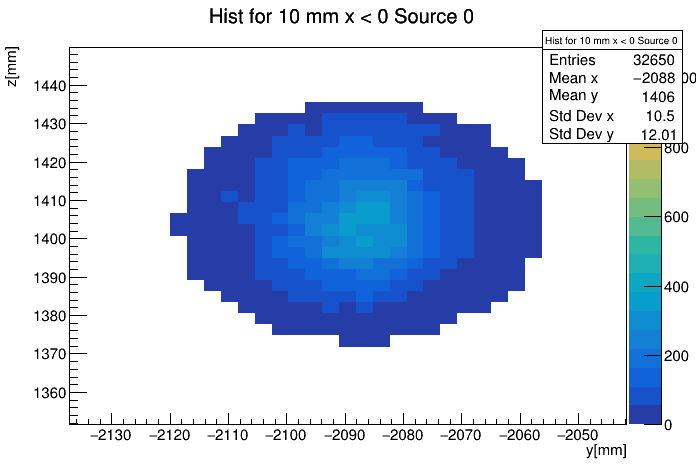 Hist for 10 mm x < 0 Source 0
z[mm]
Hist for 10 mm x < 0 Source 0
Entries 32650
Mean x −2088
Mean y 1406
Std Dev x 10.5
Std Dev y 12.01
1440
1430
1420
1410
1400
1390
1380
1370
1360
00
800
600
400
200
0
−2130 −2120 −2110 −2100 −2090 −2080 −2070 −2060 −2050
y[mm]